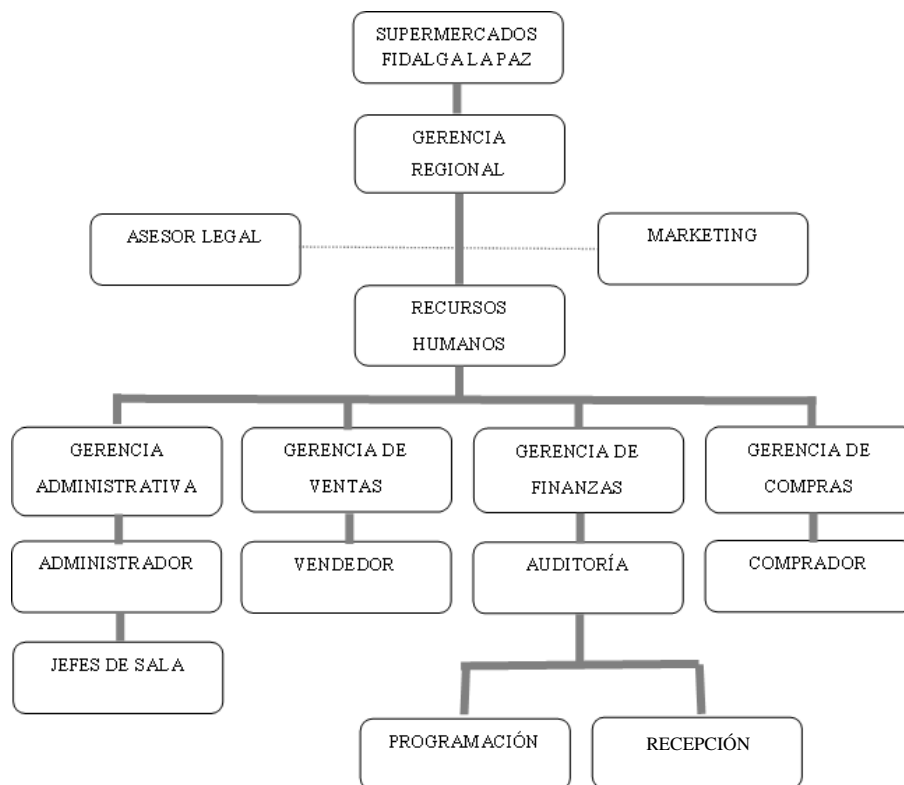 SUPERMERCADOS
FIDALGA LA PAZ
GERENCIA
REGIONAL
ASESOR LEGAL
MARKETING
RECURSOS
HUMANOS
GERENCIA
ADMINISTRATIVA
GERENCIA DE
VENTAS
GERENCIA DE
FINANZAS
GERENCIA DE
COMPRAS
ADMINISTRADOR
VENDEDOR
AUDITORÍA
COMPRADOR
JEFES DE SALA
PROGRAMACIÓN
RECEPCIÓN